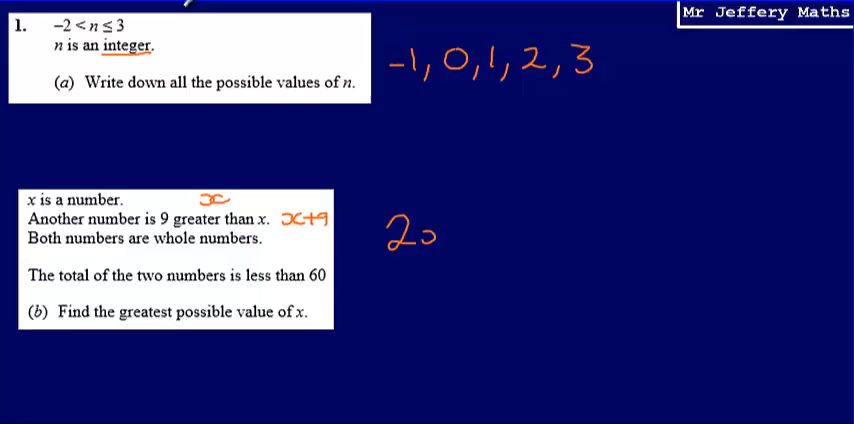 Mr Jeffery Maths
1. −2 < n ≤ 3
n is an integer.
(a) Write down all the possible values of n.
-1, 0, 1, 2, 3
x is a number. x
Another number is 9 greater than x. x+9
Both numbers are whole numbers.
The total of the two numbers is less than 60
(b) Find the greatest possible value of x.
2